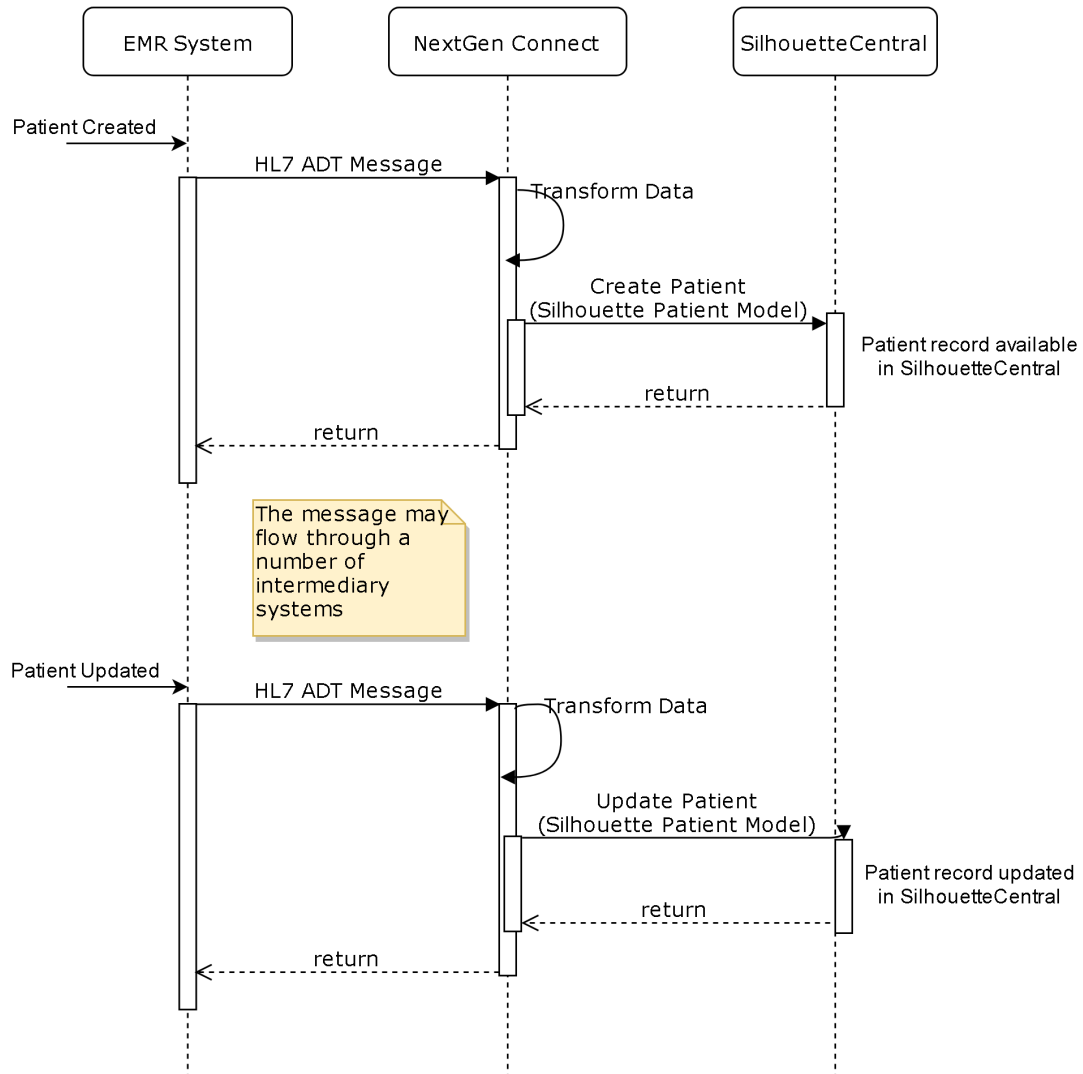 EMR System
NextGen Connect
SilhouetteCentral
Patient Created
HL7 ADT Message
Transform Data
Create Patient
(Silhouette Patient Model)
Patient record available
in SilhouetteCentral
return
return
The message may
flow through a
number of
intermediary
systems
Patient Updated
HL7 ADT Message
Transform Data
Update Patient
(Silhouette Patient Model)
Patient record updated
in SilhouetteCentral
return
return